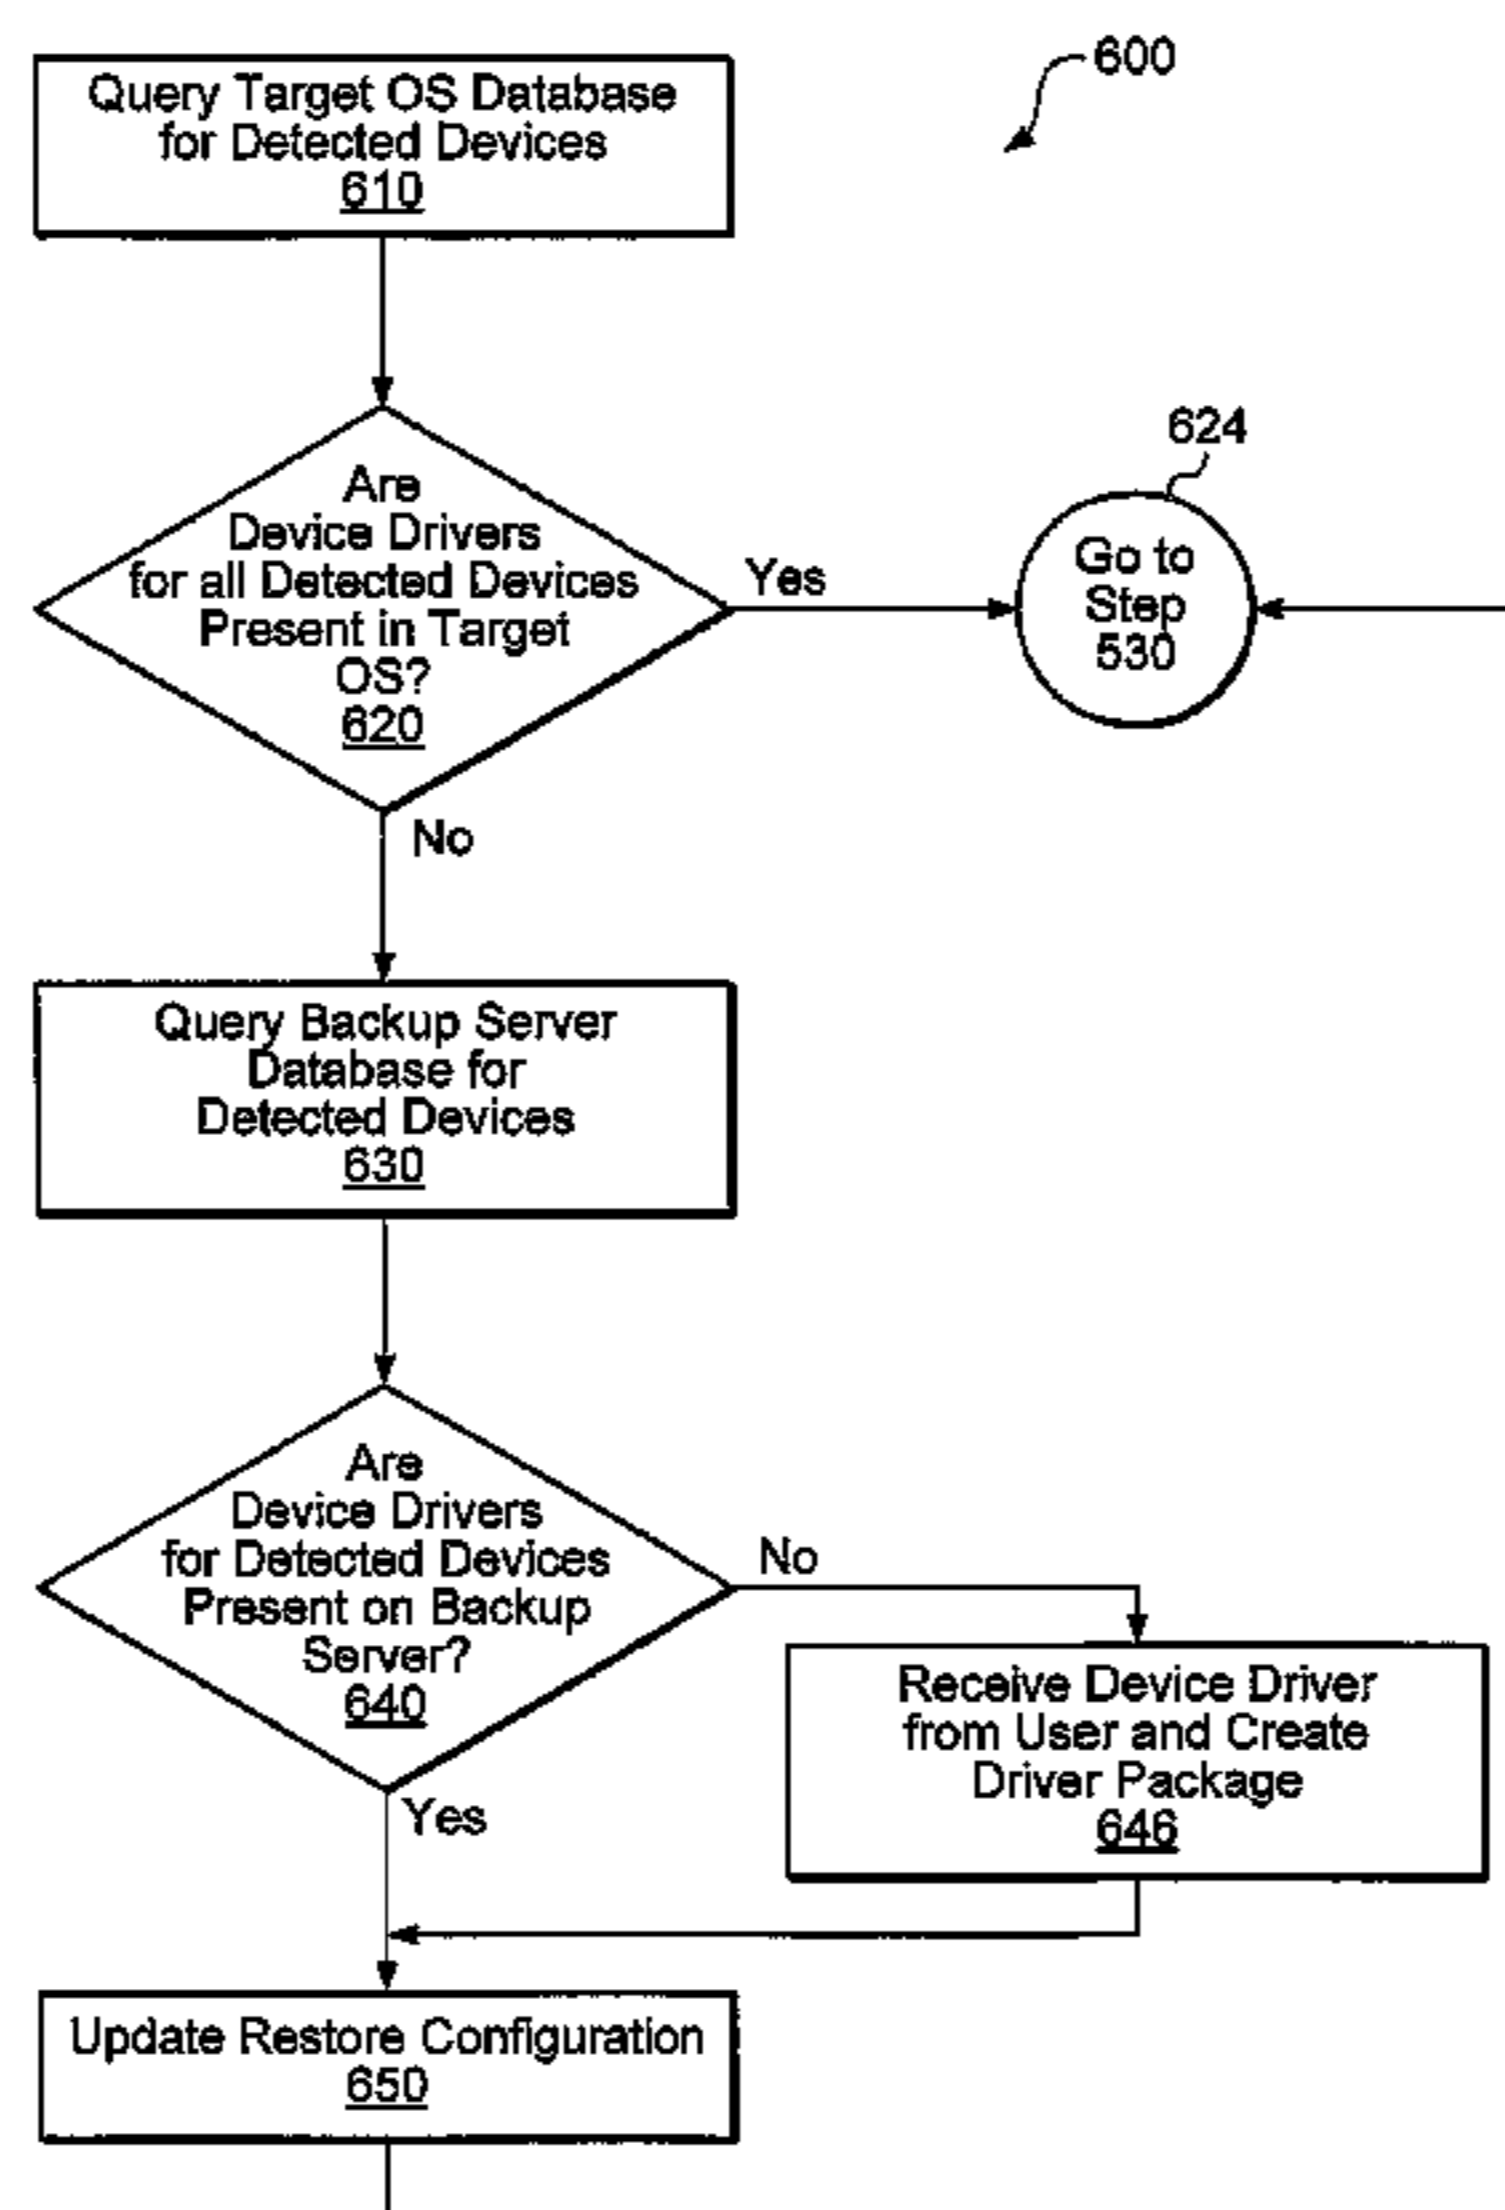 600
Query Target OS Database
for Detected Devices
610
Are
Device Drivers
for all Detected Devices
Present in Target
OS?
620
Yes
624
Go to
Step
530
No
Query Backup Server
Database for
Detected Devices
630
Are
Device Drivers
for Detected Devices
Present on Backup
Server?
640
No
Receive Device Driver
from User and Create
Driver Package
646
Yes
Update Restore Configuration
650